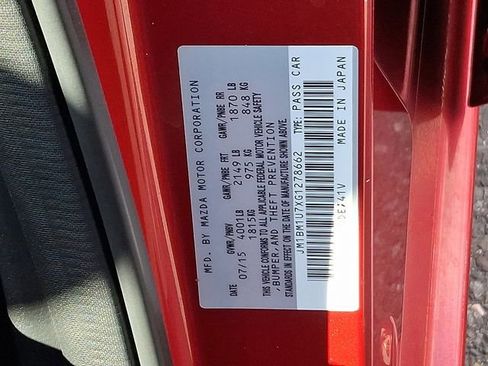 MFD. BY MAZDA MOTOR CORPORATION
DATE GVWR/PNBV GAWR/PNBE FRT GAWR/PNBE RR
07/15 4001LB 2149 LB 1870 LB
1815KG 975 KG 848 KG
THIS VEHICLE CONFORMS TO ALL APPLICABLE FEDERAL MOTOR VEHICLE SAFETY
,BUMPER,AND THEFT PREVENTION
STANDARDS IN EFFECT ON THE DATE OF MANUFACTURE SHOWN ABOVE.
JM1BM1U7XG1278662 TYPE: PASS CAR
41V
MADE IN JAPAN